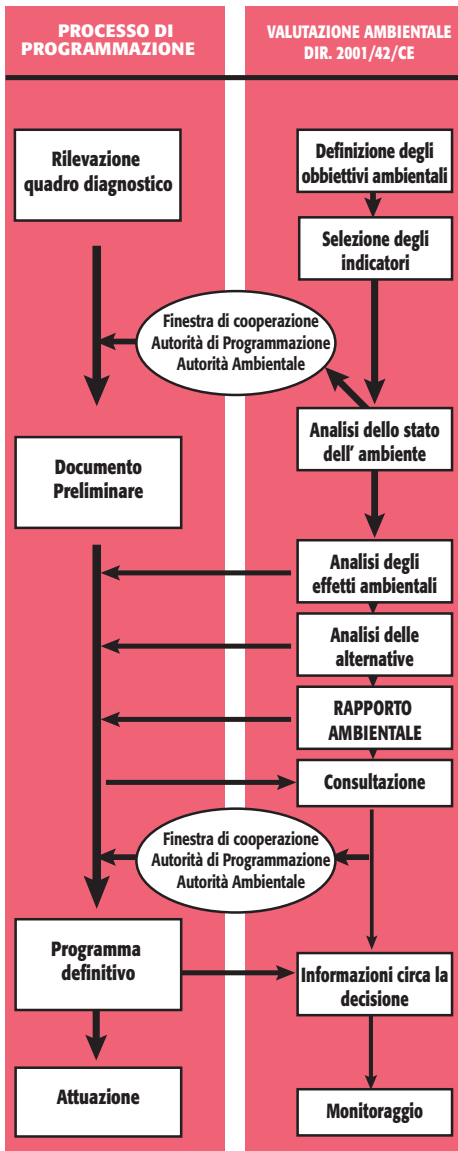 PROCESSO DI
PROGRAMMAZIONE
VALUTAZIONE AMBIENTALE
DIR. 2001/42/CE
Rilevazione
quadro diagnostico
Definizione degli
obbiettivi ambientali
Selezione degli
indicatori
Finestra di cooperazione
Autorità di Programmazione
Autorità Ambientale
Analisi dello stato
dell' ambiente
Documento
Preliminare
Analisi degli
effetti ambientali
Analisi delle
alternative
RAPPORTO
AMBIENTALE
Consultazione
Finestra di cooperazione
Autorità di Programmazione
Autorità Ambientale
Programma
definitivo
Informazioni circa la
decisione
Attuazione
Monitoraggio